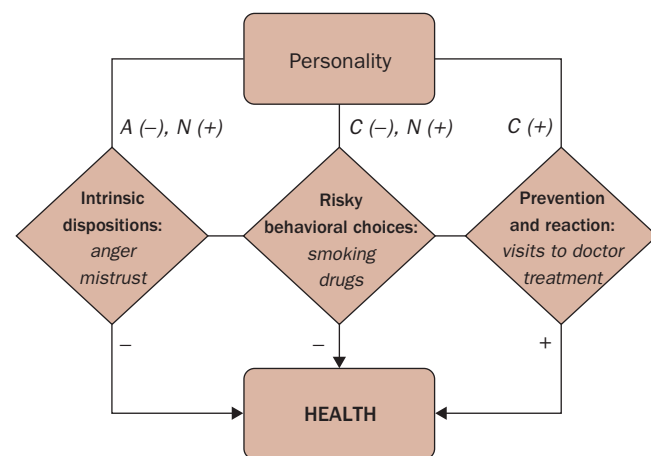 Personality
A (–), N (+)
C (–), N (+)
C (+)
Intrinsic
dispositions:
anger
mistrust
Risky
behavioral choices:
smoking
drugs
Prevention
and reaction:
visits to doctor
treatment
–
–
+
HEALTH